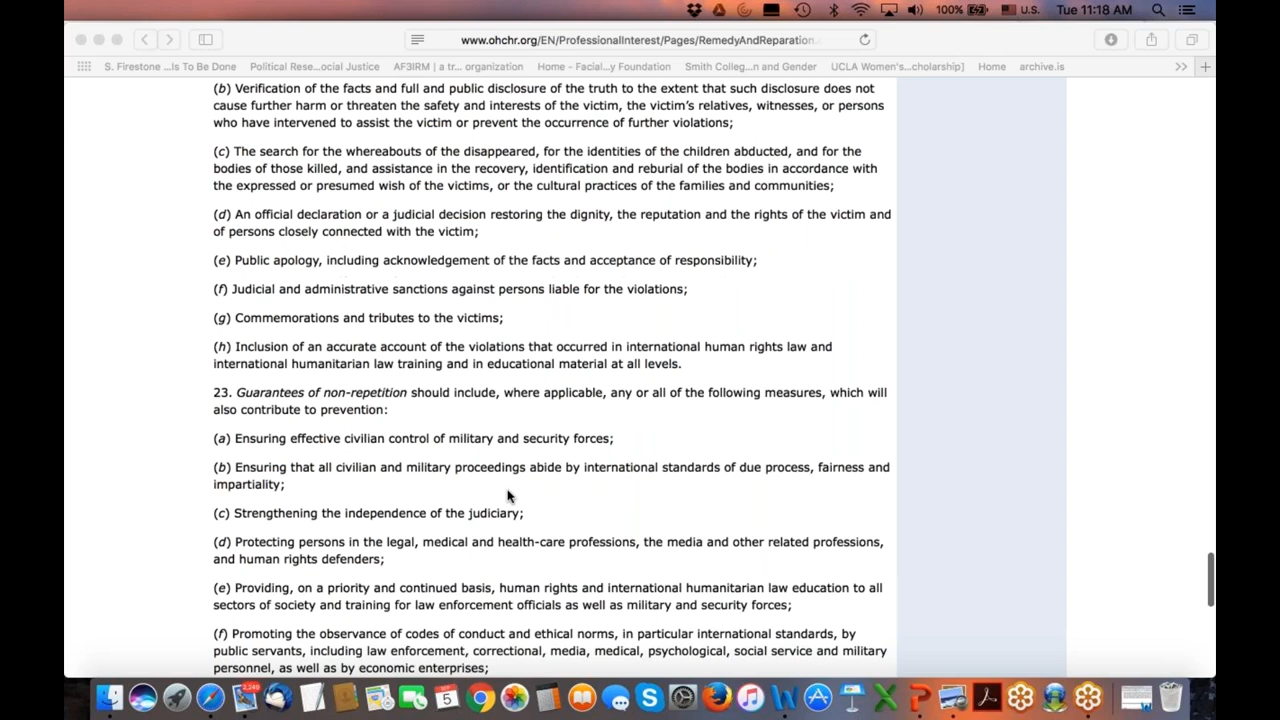 100% U.S. Tue 11:18 AM
www.ohchr.org/EN/ProfessionalInterest/Pages/RemedyAndReparation.
S. Firestone ...Is To Be Done Political Rese...ocial Justice AF3IRM | a tr... organization Home - Facial...y Foundation Smith Colleg...n and Gender UCLA Women's...cholarship] Home archive.is
(b) Verification of the facts and full and public disclosure of the truth to the extent that such disclosure does not
cause further harm or threaten the safety and interests of the victim, the victim's relatives, witnesses, or persons
who have intervened to assist the victim or prevent the occurrence of further violations;
(c) The search for the whereabouts of the disappeared, for the identities of the children abducted, and for the
bodies of those killed, and assistance in the recovery, identification and reburial of the bodies in accordance with
the expressed or presumed wish of the victims, or the cultural practices of the families and communities;
(d) An official declaration or a judicial decision restoring the dignity, the reputation and the rights of the victim and
of persons closely connected with the victim;
(e) Public apology, including acknowledgement of the facts and acceptance of responsibility;
(f) Judicial and administrative sanctions against persons liable for the violations;
(g) Commemorations and tributes to the victims;
(h) Inclusion of an accurate account of the violations that occurred in international human rights law and
international humanitarian law training and in educational material at all levels.
23. Guarantees of non-repetition should include, where applicable, any or all of the following measures, which will
also contribute to prevention:
(a) Ensuring effective civilian control of military and security forces;
(b) Ensuring that all civilian and military proceedings abide by international standards of due process, fairness and
impartiality;
(c) Strengthening the independence of the judiciary;
(d) Protecting persons in the legal, medical and health-care professions, the media and other related professions,
and human rights defenders;
(e) Providing, on a priority and continued basis, human rights and international humanitarian law education to all
sectors of society and training for law enforcement officials as well as military and security forces;
(f) Promoting the observance of codes of conduct and ethical norms, in particular international standards, by
public servants, including law enforcement, correctional, media, medical, psychological, social service and military
personnel, as well as by economic enterprises;